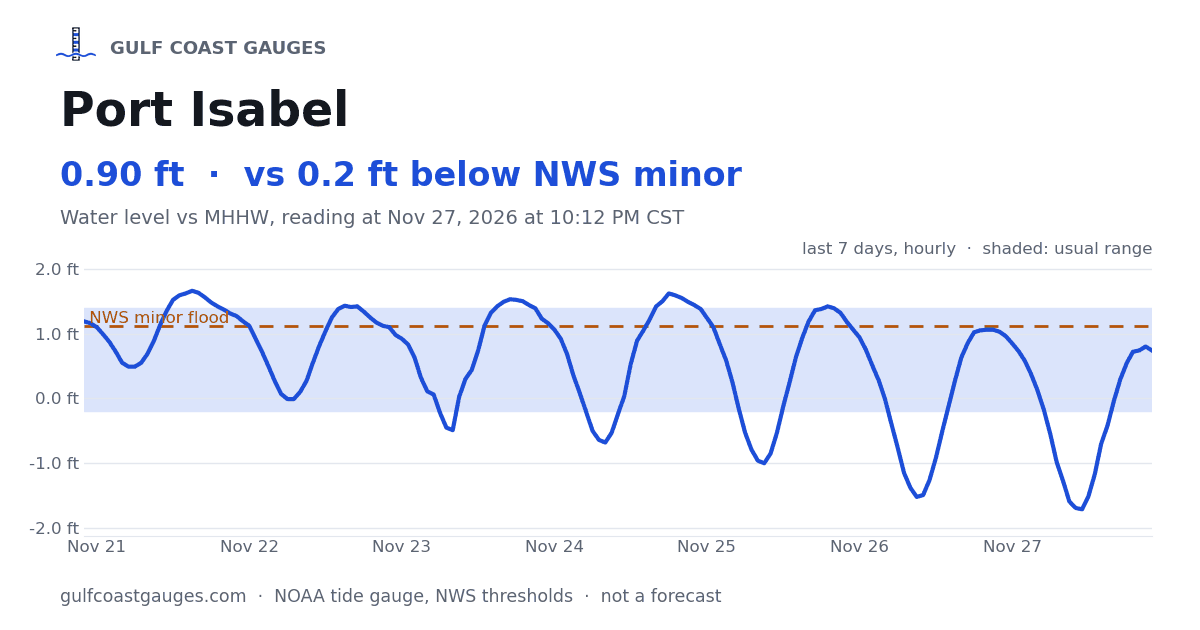 GULF COAST GAUGES
Port Isabel
0.90 ft · vs 0.2 ft below NWS minor
Water level vs MHHW, reading at Nov 27, 2026 at 10:12 PM CST
last 7 days, hourly · shaded: usual range
2.0 ft
NWS minor flood
1.0 ft
0.0 ft
-1.0 ft
-2.0 ft
Nov 21 Nov 22 Nov 23 Nov 24 Nov 25 Nov 26 Nov 27
gulfcoastgauges.com · NOAA tide gauge, NWS thresholds · not a forecast